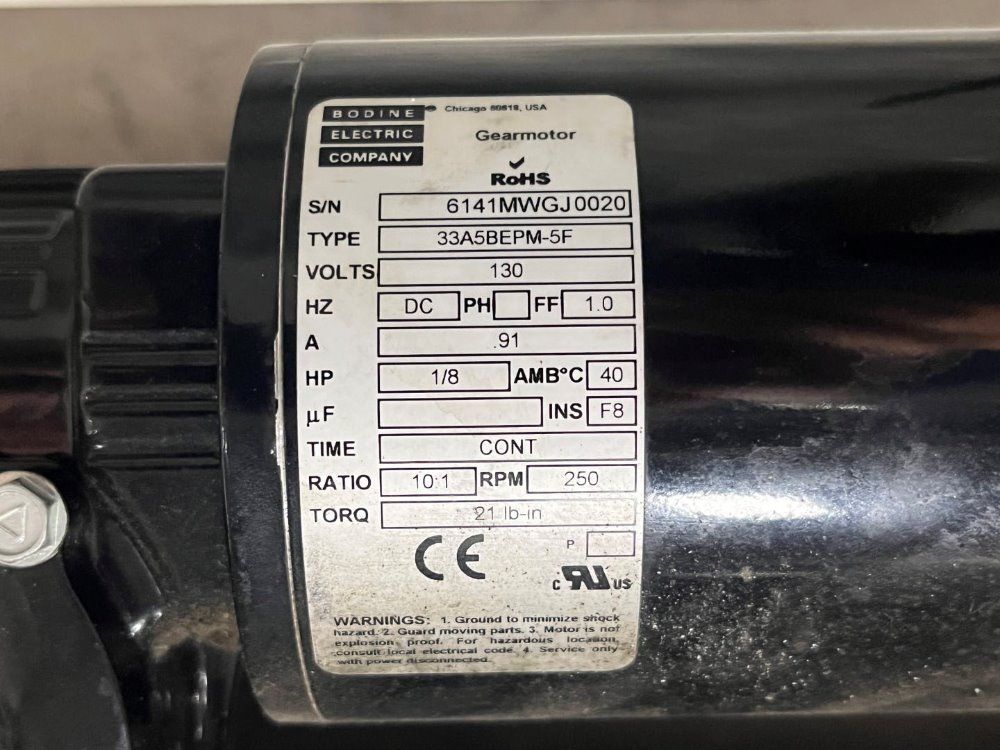 BODINE
ELECTRIC
COMPANY
Chicago 60618, USA
Gearmotor
RoHS
S/N 6141MWGJ0020
TYPE 33A5BEPM-5F
VOLTS 130
HZ DC PH FF 1.0
A .91
HP 1/8 AMB°C 40
µF INS F8
TIME CONT
RATIO 10:1 RPM 250
TORQ 21 lb-in
CE P
c RU US
WARNINGS: 1. Ground to minimize shock
hazard. 2. Guard moving parts. 3. Motor is not
explosion proof. For hazardous location,
consult local electrical code. 4. Service only
with power disconnected.